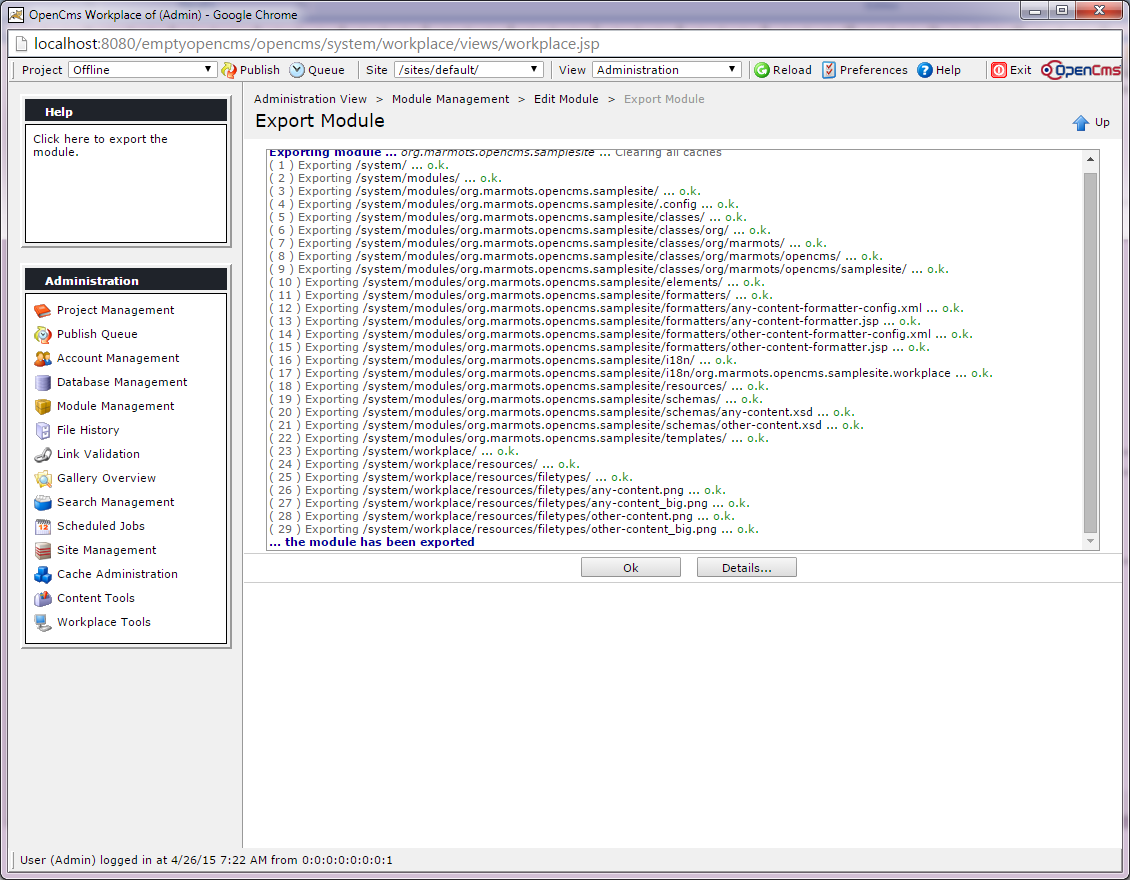 OpenCms Workplace of (Admin) - Google Chrome
localhost:8080/emptyopencms/opencms/system/workplace/views/workplace.jsp
Project Offline Publish Queue Site /sites/default/ View Administration Reload Preferences Help Exit OpenCms
Help
Click here to export the
module.
Administration
Project Management
Publish Queue
Account Management
Database Management
Module Management
File History
Link Validation
Gallery Overview
Search Management
Scheduled Jobs
Site Management
Cache Administration
Content Tools
Workplace Tools
Administration View > Module Management > Edit Module > Export Module
Export Module
Up
Exporting module ... org.marmots.opencms.samplesite ... Clearing all caches
( 1 ) Exporting /system/ ... o.k.
( 2 ) Exporting /system/modules/ ... o.k.
( 3 ) Exporting /system/modules/org.marmots.opencms.samplesite/ ... o.k.
( 4 ) Exporting /system/modules/org.marmots.opencms.samplesite/.config ... o.k.
( 5 ) Exporting /system/modules/org.marmots.opencms.samplesite/classes/ ... o.k.
( 6 ) Exporting /system/modules/org.marmots.opencms.samplesite/classes/org/ ... o.k.
( 7 ) Exporting /system/modules/org.marmots.opencms.samplesite/classes/org/marmots/ ... o.k.
( 8 ) Exporting /system/modules/org.marmots.opencms.samplesite/classes/org/marmots/opencms/ ... o.k.
( 9 ) Exporting /system/modules/org.marmots.opencms.samplesite/classes/org/marmots/opencms/samplesite/ ... o.k.
( 10 ) Exporting /system/modules/org.marmots.opencms.samplesite/elements/ ... o.k.
( 11 ) Exporting /system/modules/org.marmots.opencms.samplesite/formatters/ ... o.k.
( 12 ) Exporting /system/modules/org.marmots.opencms.samplesite/formatters/any-content-formatter-config.xml ... o.k.
( 13 ) Exporting /system/modules/org.marmots.opencms.samplesite/formatters/any-content-formatter.jsp ... o.k.
( 14 ) Exporting /system/modules/org.marmots.opencms.samplesite/formatters/other-content-formatter-config.xml ... o.k.
( 15 ) Exporting /system/modules/org.marmots.opencms.samplesite/formatters/other-content-formatter.jsp ... o.k.
( 16 ) Exporting /system/modules/org.marmots.opencms.samplesite/i18n/ ... o.k.
( 17 ) Exporting /system/modules/org.marmots.opencms.samplesite/i18n/org.marmots.opencms.samplesite.workplace ... o.k.
( 18 ) Exporting /system/modules/org.marmots.opencms.samplesite/resources/ ... o.k.
( 19 ) Exporting /system/modules/org.marmots.opencms.samplesite/schemas/ ... o.k.
( 20 ) Exporting /system/modules/org.marmots.opencms.samplesite/schemas/any-content.xsd ... o.k.
( 21 ) Exporting /system/modules/org.marmots.opencms.samplesite/schemas/other-content.xsd ... o.k.
( 22 ) Exporting /system/modules/org.marmots.opencms.samplesite/templates/ ... o.k.
( 23 ) Exporting /system/workplace/ ... o.k.
( 24 ) Exporting /system/workplace/resources/ ... o.k.
( 25 ) Exporting /system/workplace/resources/filetypes/ ... o.k.
( 26 ) Exporting /system/workplace/resources/filetypes/any-content.png ... o.k.
( 27 ) Exporting /system/workplace/resources/filetypes/any-content_big.png ... o.k.
( 28 ) Exporting /system/workplace/resources/filetypes/other-content.png ... o.k.
( 29 ) Exporting /system/workplace/resources/filetypes/other-content_big.png ... o.k.
... the module has been exported
Ok Details...
User (Admin) logged in at 4/26/15 7:22 AM from 0:0:0:0:0:0:0:1